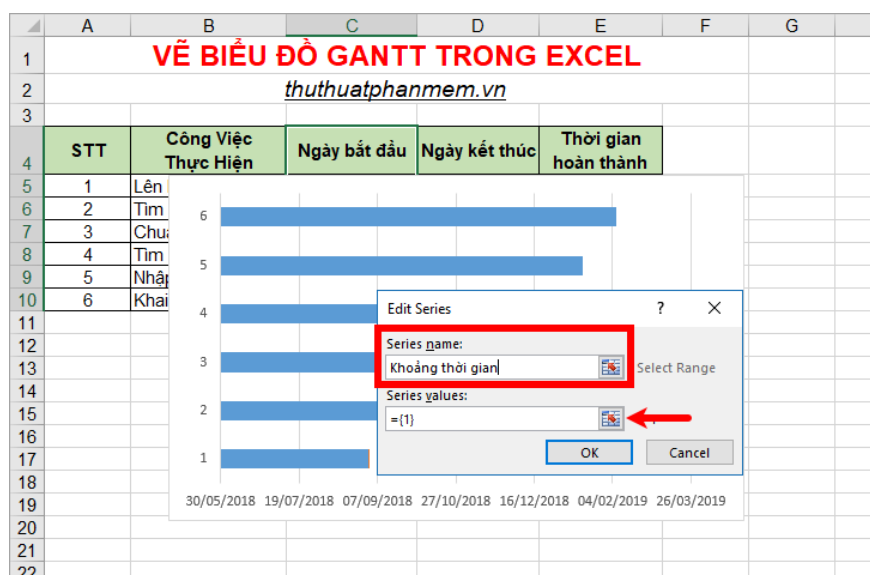 A B C D E F G
1 VẼ BIỂU ĐỒ GANTT TRONG EXCEL
2 thuthuatphanmem.vn
3
4 STT Công Việc Thực Hiện Ngày bắt đầu Ngày kết thúc Thời gian hoàn thành
5 1 Lên
6 2 Tìm
7 3 Chu
8 4 Tìm
9 5 Nhập
10 6 Khai
11
12
13
14
15
16
17
18
19
20
21
22
6
5
4
3
2
1
30/05/2018 19/07/2018 07/09/2018 27/10/2018 16/12/2018 04/02/2019 26/03/2019
Edit Series ? ×
Series name:
Khoảng thời gian Select Range
Series values:
={1}
OK Cancel